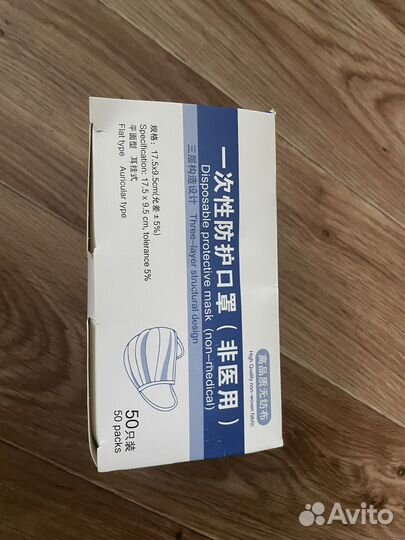 一次性防护口罩（非医用）
Disposable protective mask (non-medical)
三层构造设计 Three-layer structural design
规格：17.5x9.5cm(允差±5%)
Specification: 17.5 x 9.5 cm, tolerance 5%
平面型 耳挂式
Flat type Auricular type
高品质无纺布
High Quality non-woven fabric
50只装
50 packs
Avito